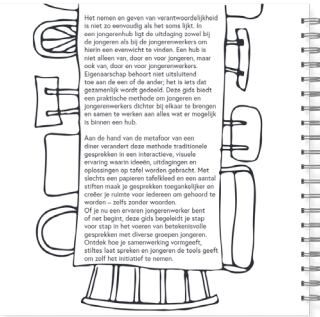 Het nemen en geven van verantwoordelijkheid
is niet zo eenvoudig als het soms lijkt. In
een jongerenhub ligt de uitdaging zowel bij
de jongeren als bij de jongerenwerkers om
hier een evenwicht in te vinden. Een hub is
niet alleen van, door en voor jongeren, maar
ook van, door en voor jongerenwerkers.
Eigenaarschap behoort niet uitsluitend
toe aan de een of de ander; het is iets dat
gezamenlijk wordt gedeeld. Deze gids biedt
een praktische methode om jongeren en
jongerenwerkers dichter bij elkaar te brengen
en samen te werken aan alles wat er mogelijk
is binnen een hub.
Aan de hand van de metafoor van een
diner verandert deze methode traditionele
gesprekken in een interactieve, visuele
ervaring waarin ideeën, uitdagingen en
oplossingen op tafel worden gebracht. Met
slechts een papieren tafelkleed en een aantal
stiften maak je gesprekken toegankelijker en
creëer je ruimte voor iedereen om gehoord te
worden – zelfs zonder woorden.
Of je nu een ervaren jongerenwerker bent
of net begint, deze gids begeleidt je stap
voor stap in het voeren van betekenisvolle
gesprekken met diverse groepen jongeren.
Ontdek hoe je samenwerking vormgeeft,
stiltes laat spreken en jongeren de tools geeft
om zelf het initiatief te nemen.